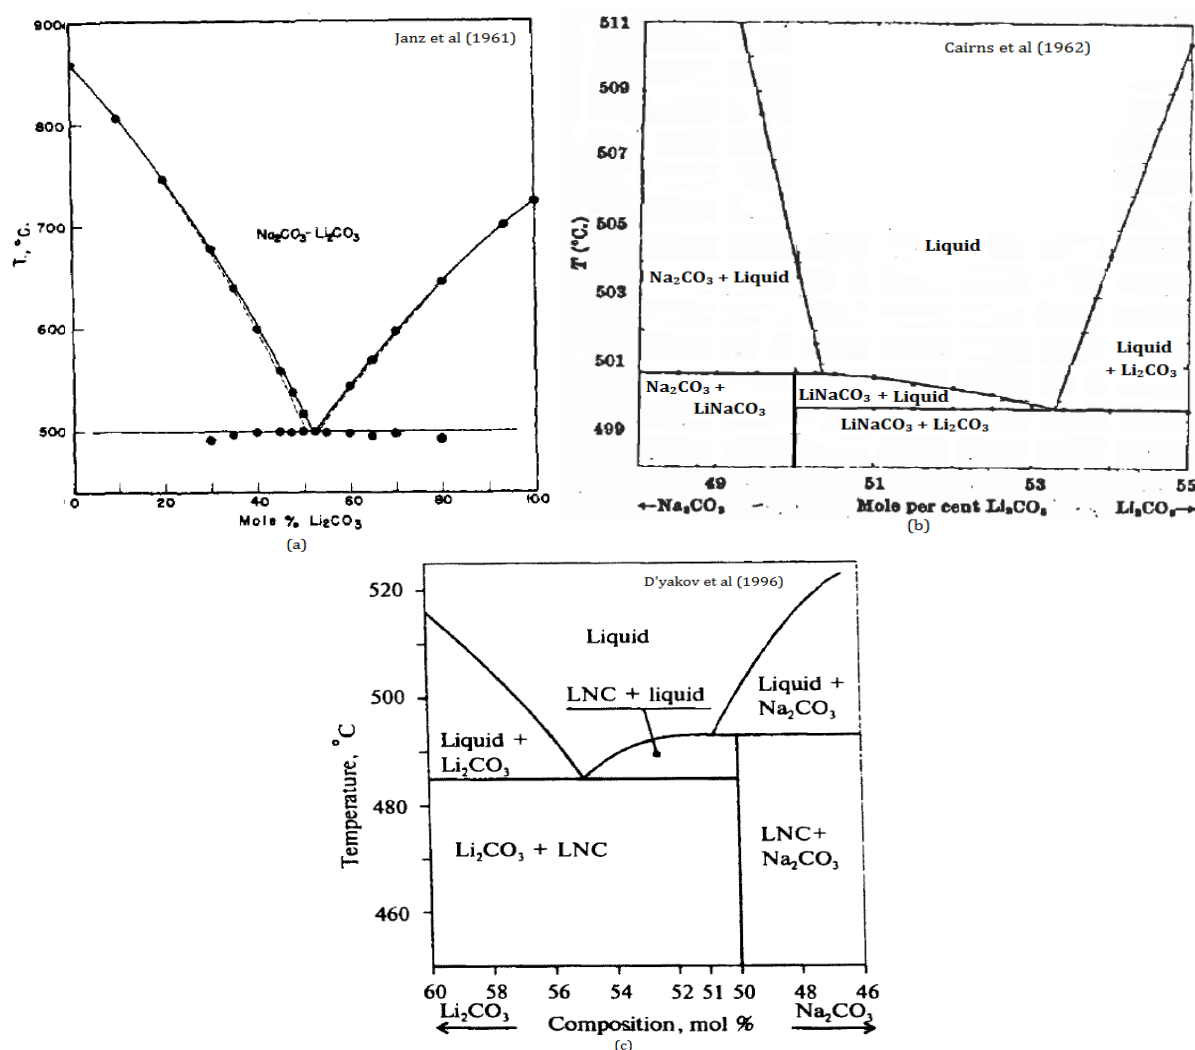 Janz et al (1961)
900
800
700
600
500
T, °C.
Na₂CO₃-Li₂CO₃
0
20
40
60
80
100
Mole % Li₂CO₃
(a)
Cairns et al (1962)
511
509
507
505
503
501
499
T (°C.)
Liquid
Na₂CO₃ + Liquid
Liquid
+ Li₂CO₃
Na₂CO₃ +
LiNaCO₃
LiNaCO₃ + Liquid
LiNaCO₃ + Li₂CO₃
49
51
53
55
←Na₂CO₃
Mole per cent Li₂CO₃
Li₂CO₃→
(b)
D'yakov et al (1996)
520
500
480
460
Temperature, °C
Liquid
LNC + liquid
Liquid +
Na₂CO₃
Liquid +
Li₂CO₃
Li₂CO₃ + LNC
LNC+
Na₂CO₃
60
58
56
54
52
51
50
48
46
Li₂CO₃
Composition, mol %
Na₂CO₃
(c)